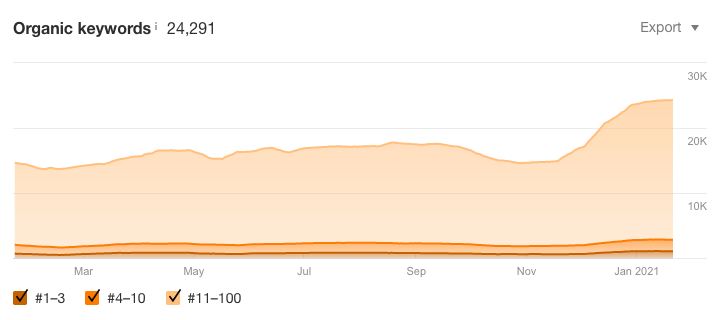 Organic keywords i 24,291
Export
30K
20K
10K
Mar May Jul Sep Nov Jan 2021
#1–3 #4–10 #11–100